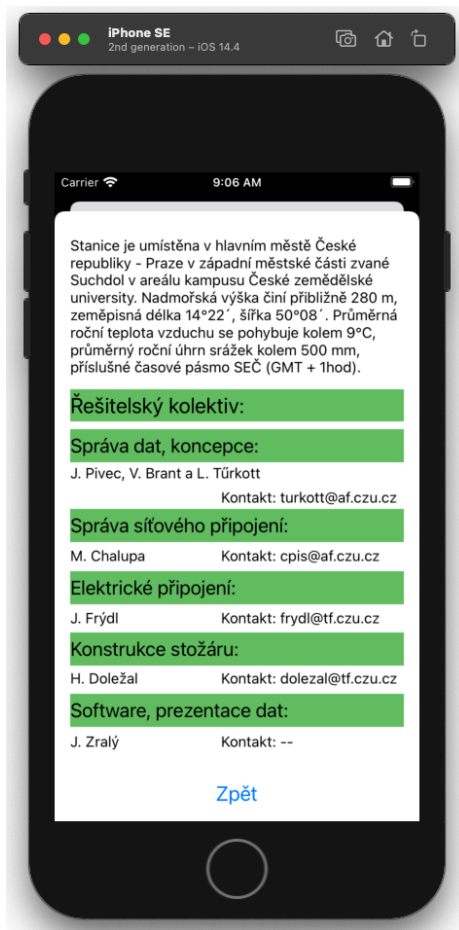 iPhone SE
2nd generation – iOS 14.4
Carrier 9:06 AM
Stanice je umístěna v hlavním městě České
republiky - Praze v západní městské části zvané
Suchdol v areálu kampusu České zemědělské
university. Nadmořská výška činí přibližně 280 m,
zeměpisná délka 14°22´, šířka 50°08´. Průměrná
roční teplota vzduchu se pohybuje kolem 9°C,
průměrný roční úhrn srážek kolem 500 mm,
příslušné časové pásmo SEČ (GMT + 1hod).
Řešitelský kolektiv:
Správa dat, koncepce:
J. Pivec, V. Brant a L. Tűrkott
Kontakt: turkott@af.czu.cz
Správa síťového připojení:
M. Chalupa Kontakt: cpis@af.czu.cz
Elektrické připojení:
J. Frýdl Kontakt: frydl@tf.czu.cz
Konstrukce stožáru:
H. Doležal Kontakt: dolezal@tf.czu.cz
Software, prezentace dat:
J. Zralý Kontakt: --
Zpět